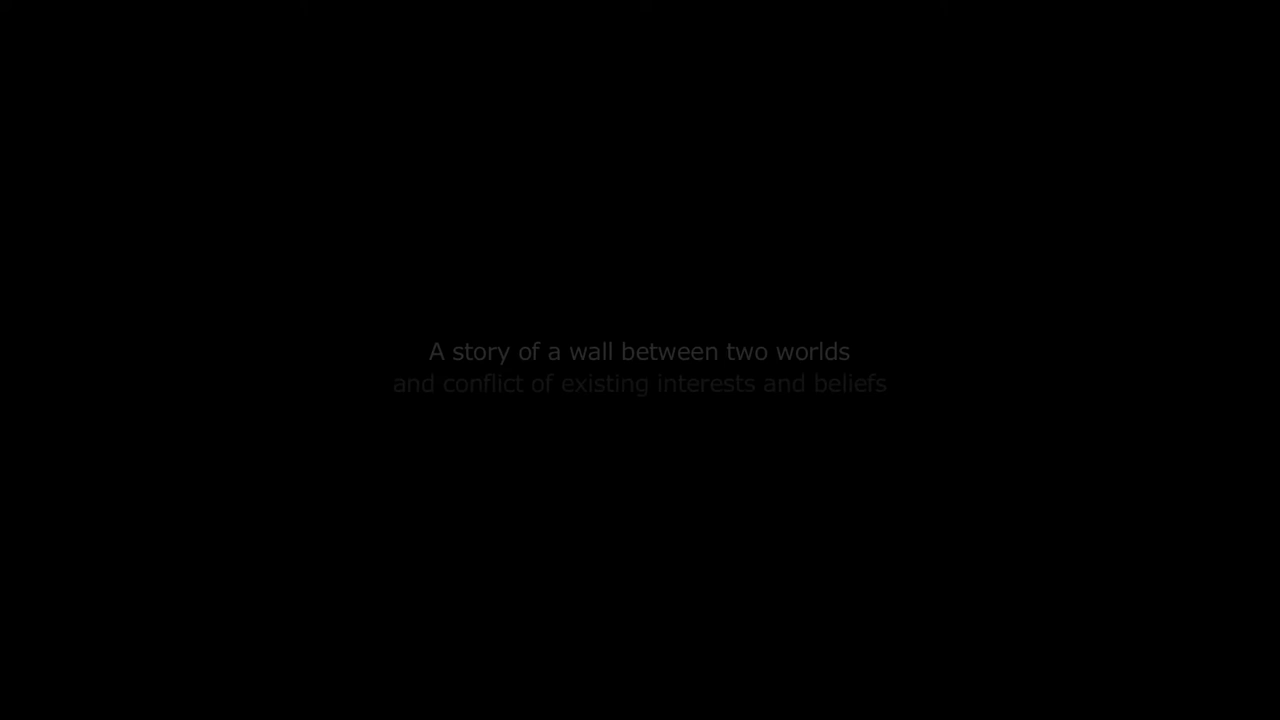 A story of a wall between two worlds
and conflict of existing interests and beliefs